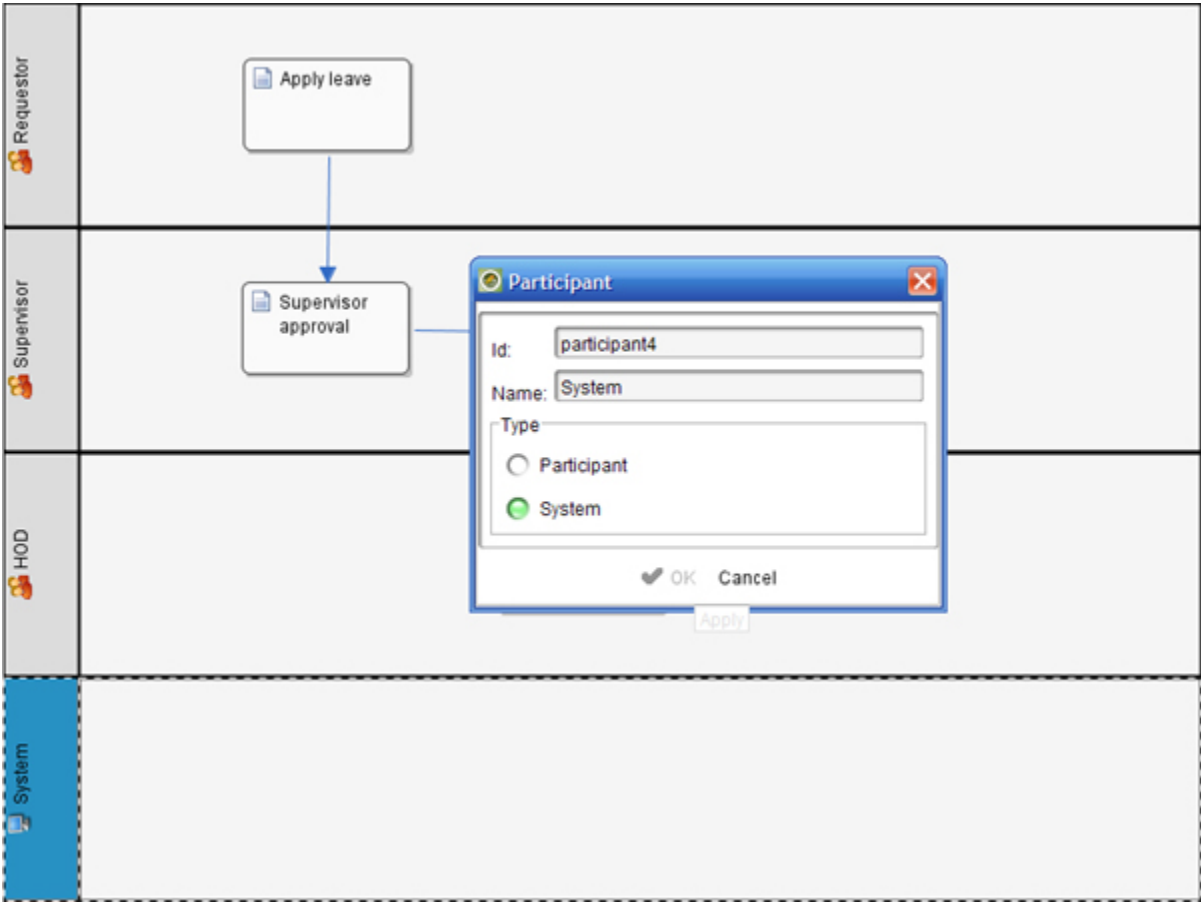 Requestor
Apply leave
Supervisor
Supervisor
approval
Participant
Id:
participant4
Name:
System
Type
Participant
System
OK
Cancel
Apply
HOD
System